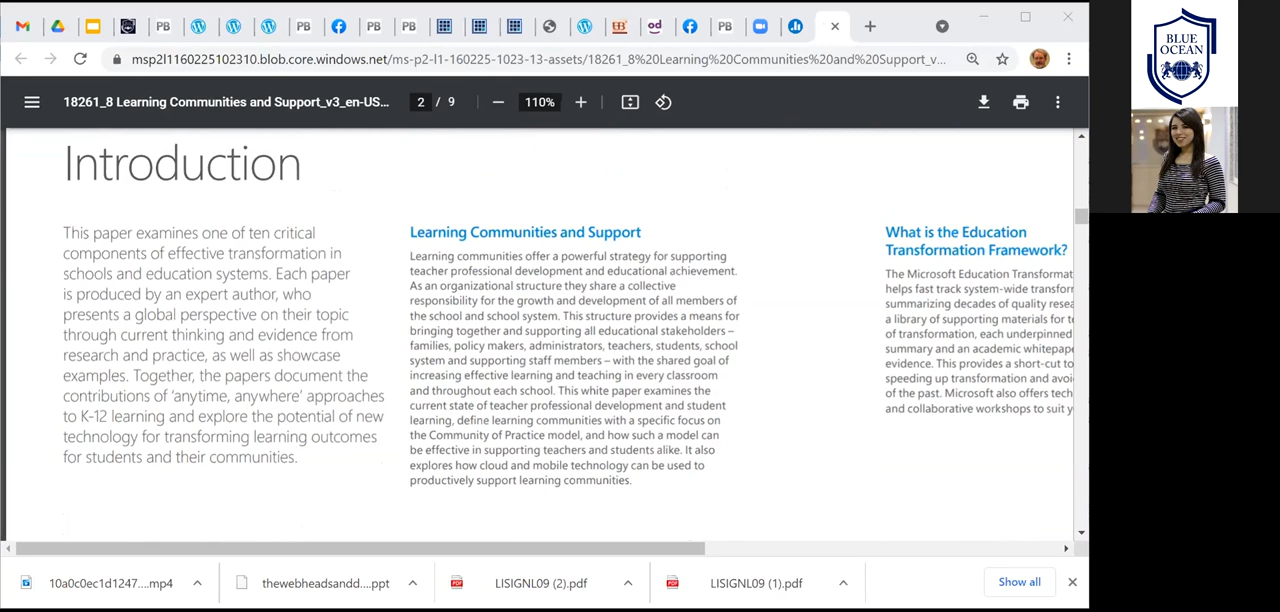 PB
PB
PB
PB
EB
od
PB
msp2l1160225102310.blob.core.windows.net/ms-p2-l1-160225-1023-13-assets/18261_8%20Learning%20Communities%20and%20Support_v...
18261_8 Learning Communities and Support_v3_en-US...
2 / 9
110%
Introduction
This paper examines one of ten critical
components of effective transformation in
schools and education systems. Each paper
is produced by an expert author, who
presents a global perspective on their topic
through current thinking and evidence from
research and practice, as well as showcase
examples. Together, the papers document the
contributions of ‘anytime, anywhere’ approaches
to K-12 learning and explore the potential of new
technology for transforming learning outcomes
for students and their communities.
Learning Communities and Support
Learning communities offer a powerful strategy for supporting
teacher professional development and educational achievement.
As an organizational structure they share a collective
responsibility for the growth and development of all members of
the school and school system. This structure provides a means for
bringing together and supporting all educational stakeholders –
families, policy makers, administrators, teachers, students, school
system and supporting staff members – with the shared goal of
increasing effective learning and teaching in every classroom
and throughout each school. This white paper examines the
current state of teacher professional development and student
learning, define learning communities with a specific focus on
the Community of Practice model, and how such a model can
be effective in supporting teachers and students alike. It also
explores how cloud and mobile technology can be used to
productively support learning communities.
What is the Education
Transformation Framework?
The Microsoft Education Transformat
helps fast track system-wide transforn
summarizing decades of quality resea
a library of supporting materials for t
of transformation, each underpinned
summary and an academic whitepape
evidence. This provides a short-cut to
speeding up transformation and avoi
of the past. Microsoft also offers tech
and collaborative workshops to suit y
10a0c0ec1d1247....mp4
thewebheadsandd....ppt
LISIGNL09 (2).pdf
LISIGNL09 (1).pdf
Show all
BLUE
OCEAN